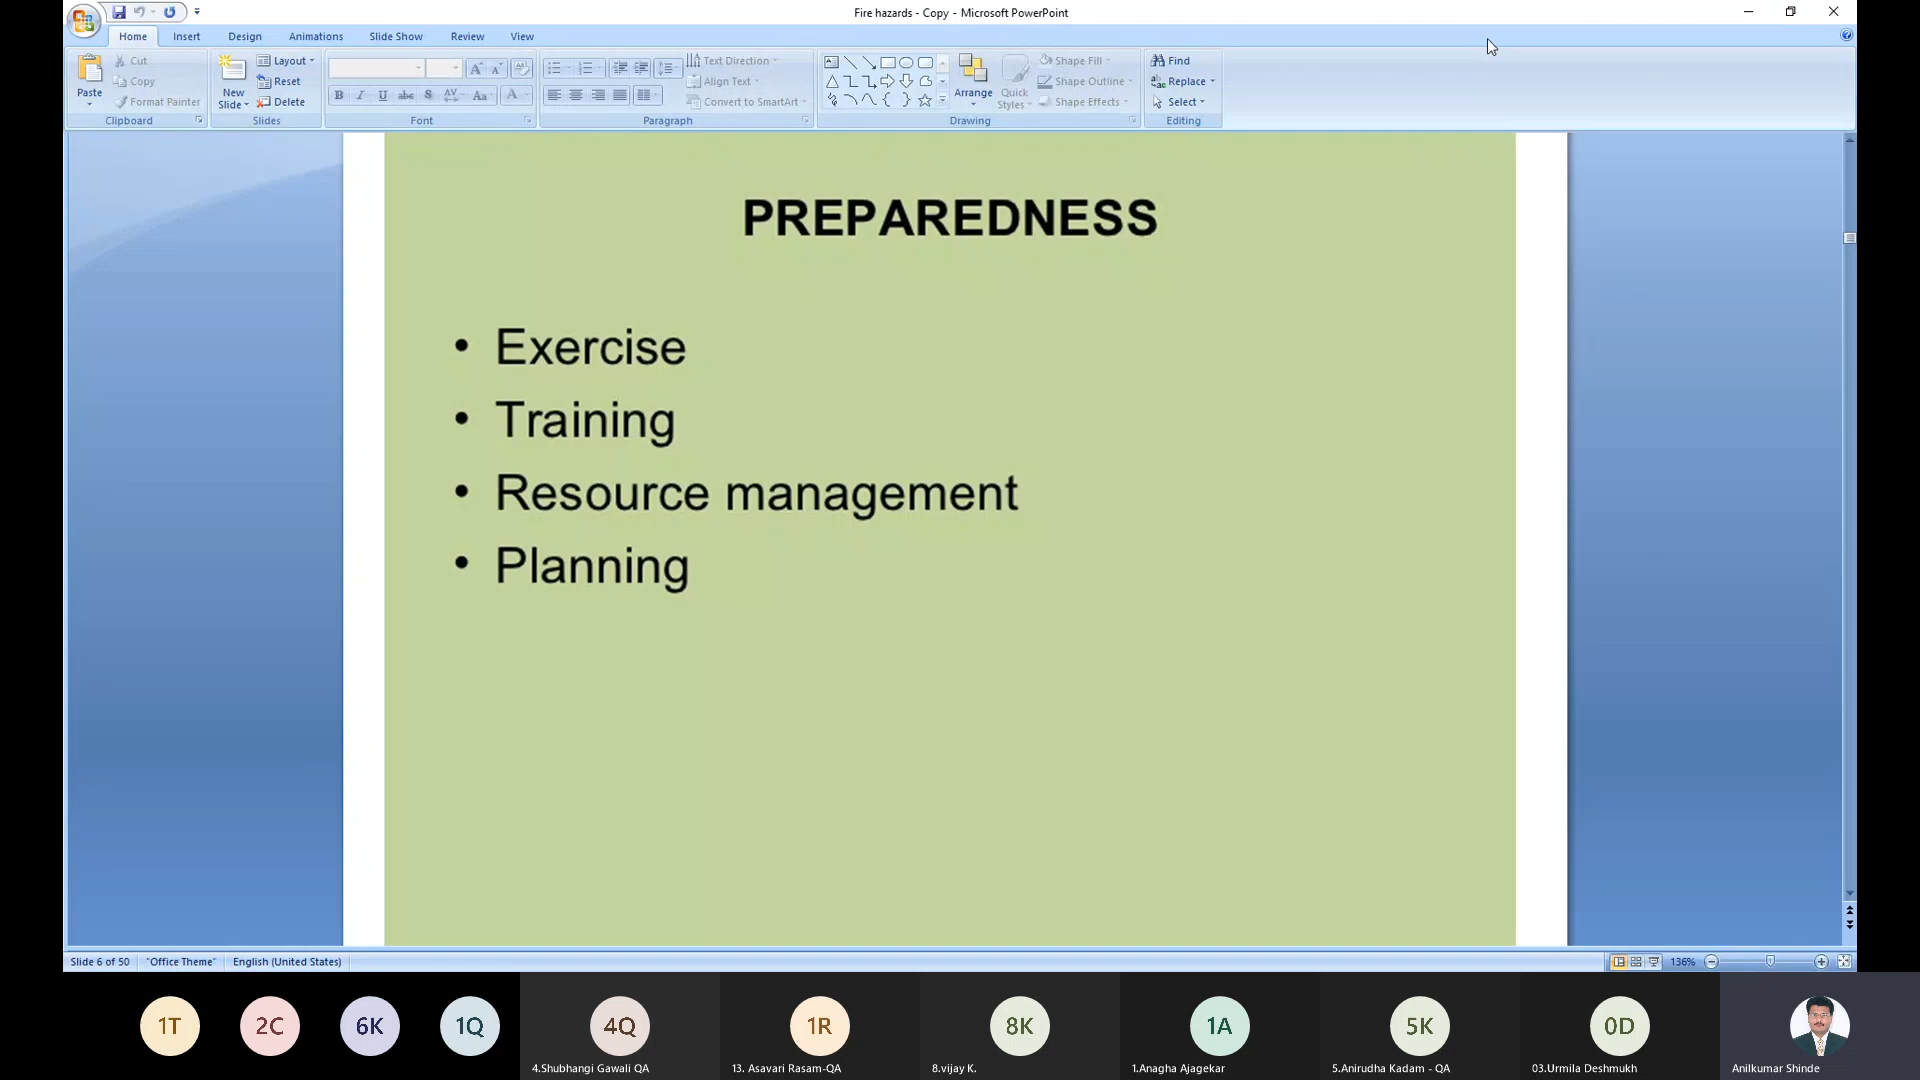 Fire hazards - Copy - Microsoft PowerPoint
Home Insert Design Animations Slide Show Review View
Paste
Cut
Copy
Format Painter
Clipboard
New Slide
Layout
Reset
Delete
Slides
B I U abc S AV Aa A
Font
Text Direction
Align Text
Convert to SmartArt
Paragraph
Arrange
Quick Styles
Shape Fill
Shape Outline
Shape Effects
Drawing
Find
Replace
Select
Editing
PREPAREDNESS
• Exercise
• Training
• Resource management
• Planning
Slide 6 of 50 "Office Theme" English (United States) 136%
1T 2C 6K 1Q 4Q 1R 8K 1A 5K 0D
4.Shubhangi Gawali QA 13. Asavari Rasam-QA 8.vijay K. 1.Anagha Ajagekar 5.Anirudha Kadam - QA 03.Urmila Deshmukh Anilkumar Shinde